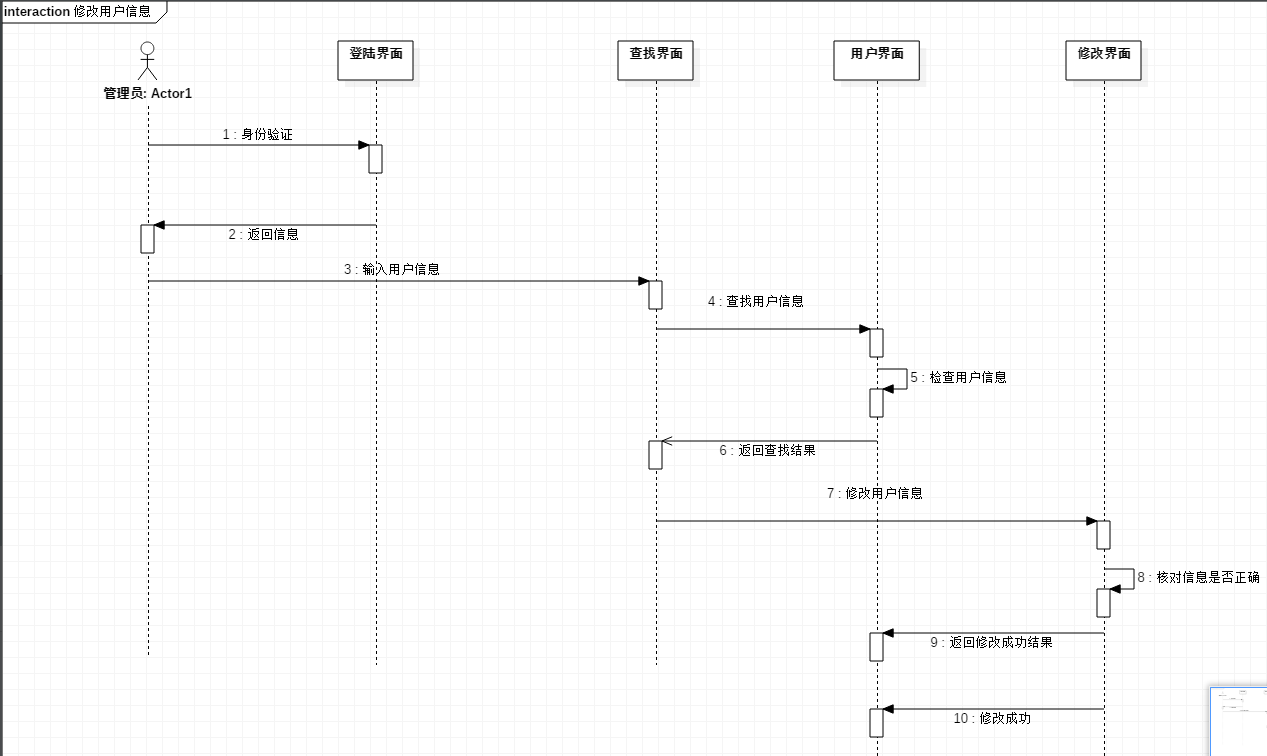 interaction 修改用户信息
登陆界面
查找界面
用户界面
修改界面
管理员: Actor1
1 : 身份验证
2 : 返回信息
3 : 输入用户信息
4 : 查找用户信息
5 : 检查用户信息
6 : 返回查找结果
7 : 修改用户信息
8 : 核对信息是否正确
9 : 返回修改成功结果
10 : 修改成功